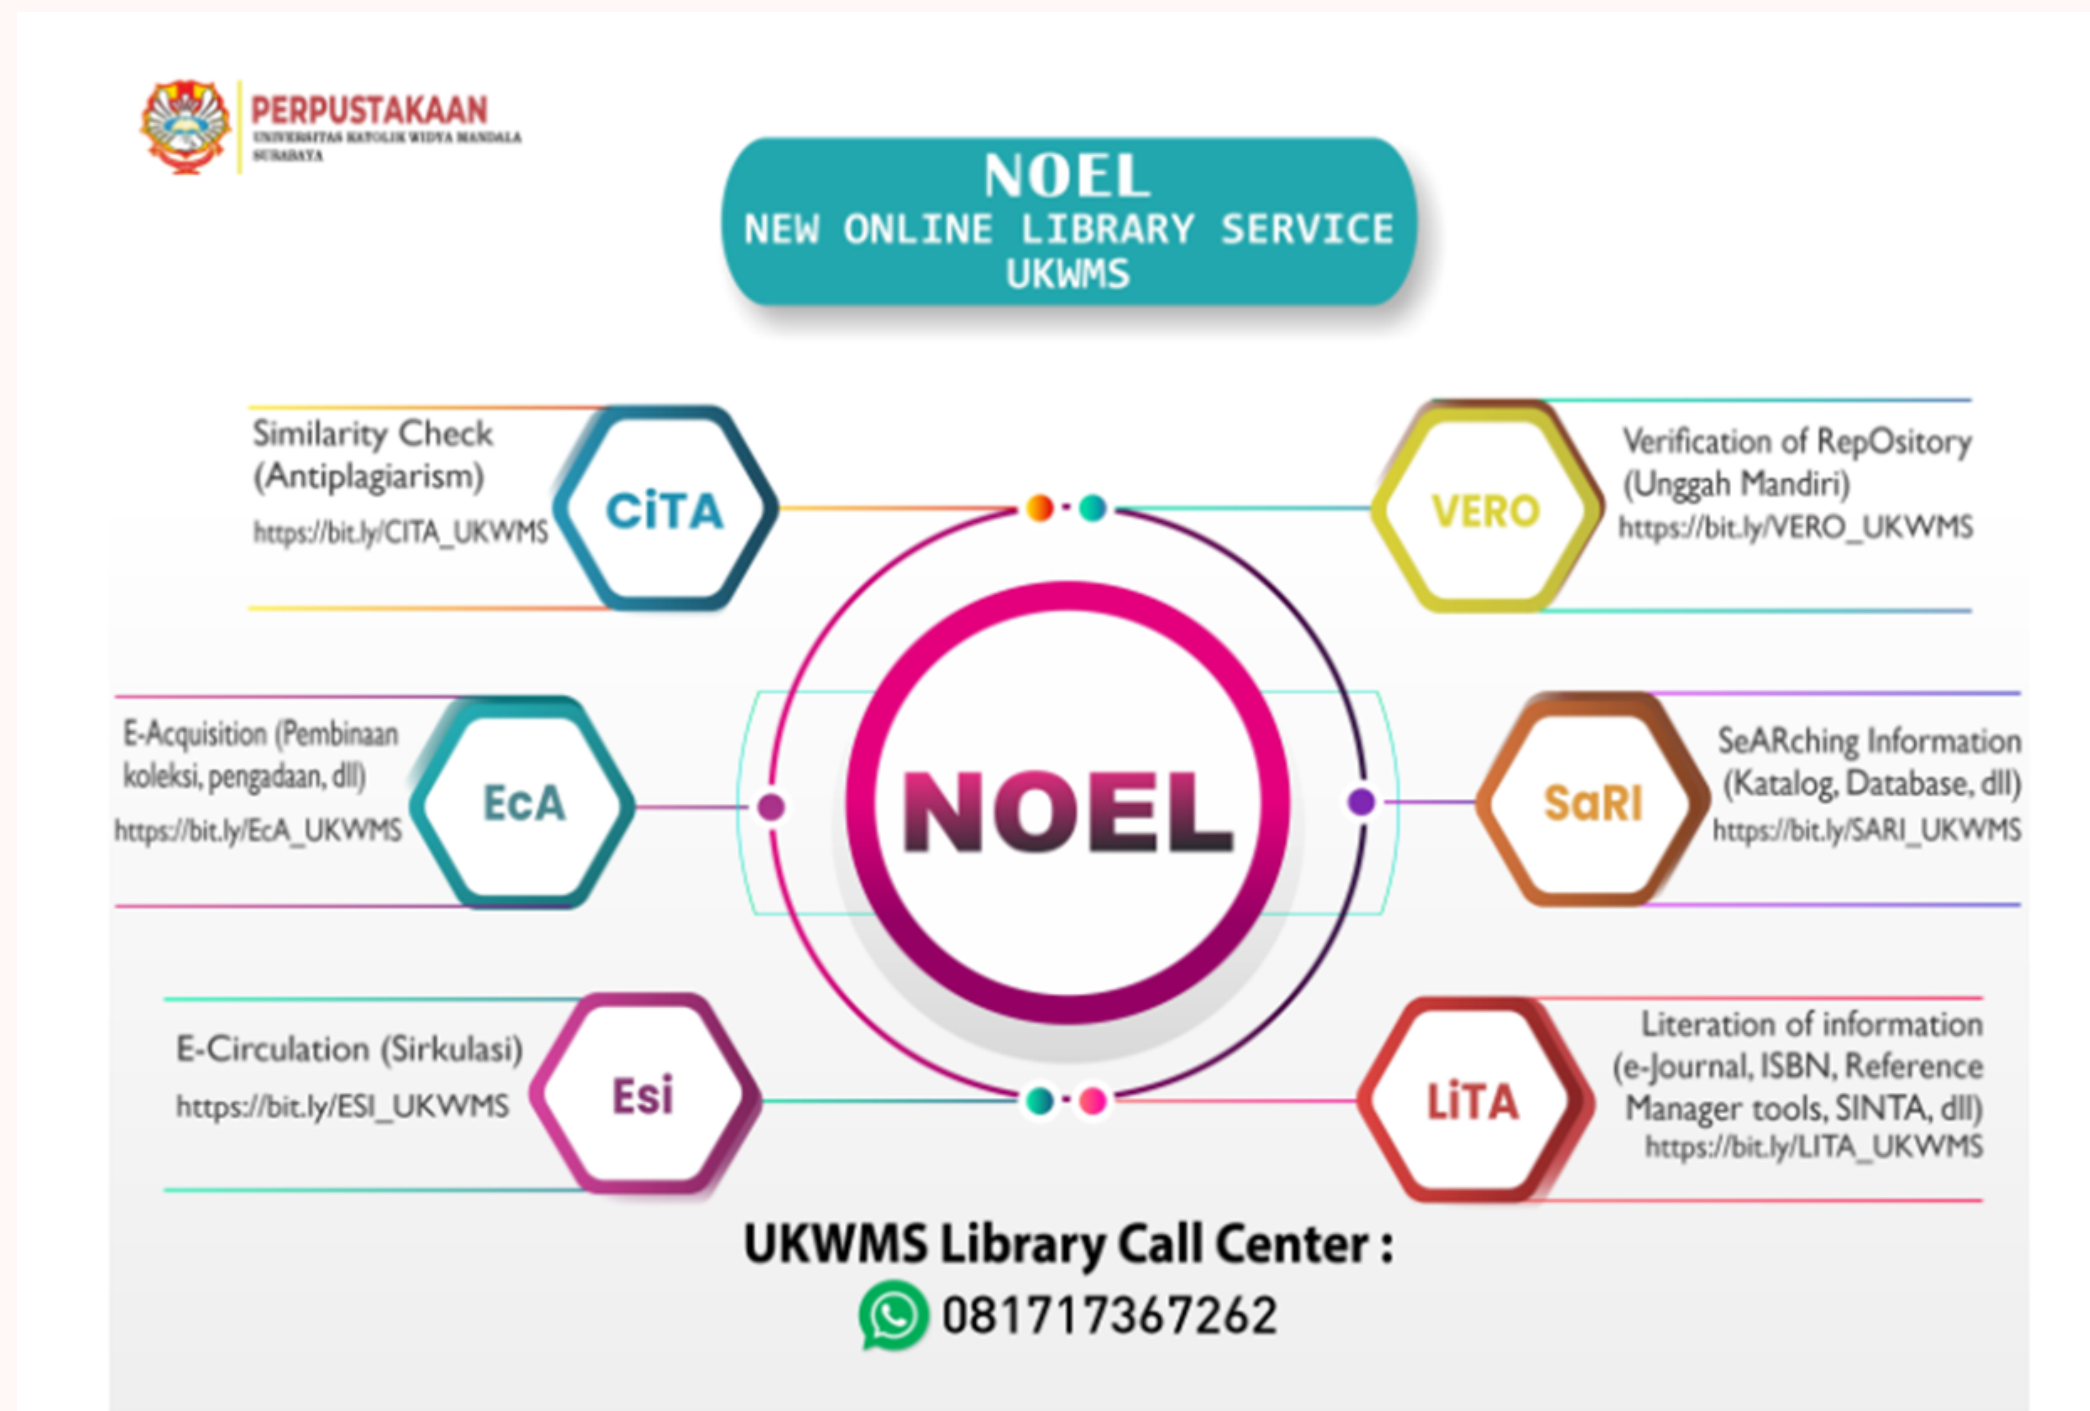 PERPUSTAKAAN
UNIVERSITAS KATOLIK WIDYA MANDALA
SURABAYA
NOEL
NEW ONLINE LIBRARY SERVICE
UKWMS
Similarity Check
(Antiplagiarism)
https://bit.ly/CITA_UKWMS
CiTA
VERO
Verification of RepOsitory
(Unggah Mandiri)
https://bit.ly/VERO_UKWMS
E-Acquisition (Pembinaan
koleksi, pengadaan, dll)
https://bit.ly/EcA_UKWMS
EcA
NOEL
SaRI
SeARching Information
(Katalog, Database, dll)
https://bit.ly/SARI_UKWMS
E-Circulation (Sirkulasi)
https://bit.ly/ESI_UKWMS
Esi
LiTA
Literation of information
(e-Journal, ISBN, Reference
Manager tools, SINTA, dll)
https://bit.ly/LITA_UKWMS
UKWMS Library Call Center :
081717367262